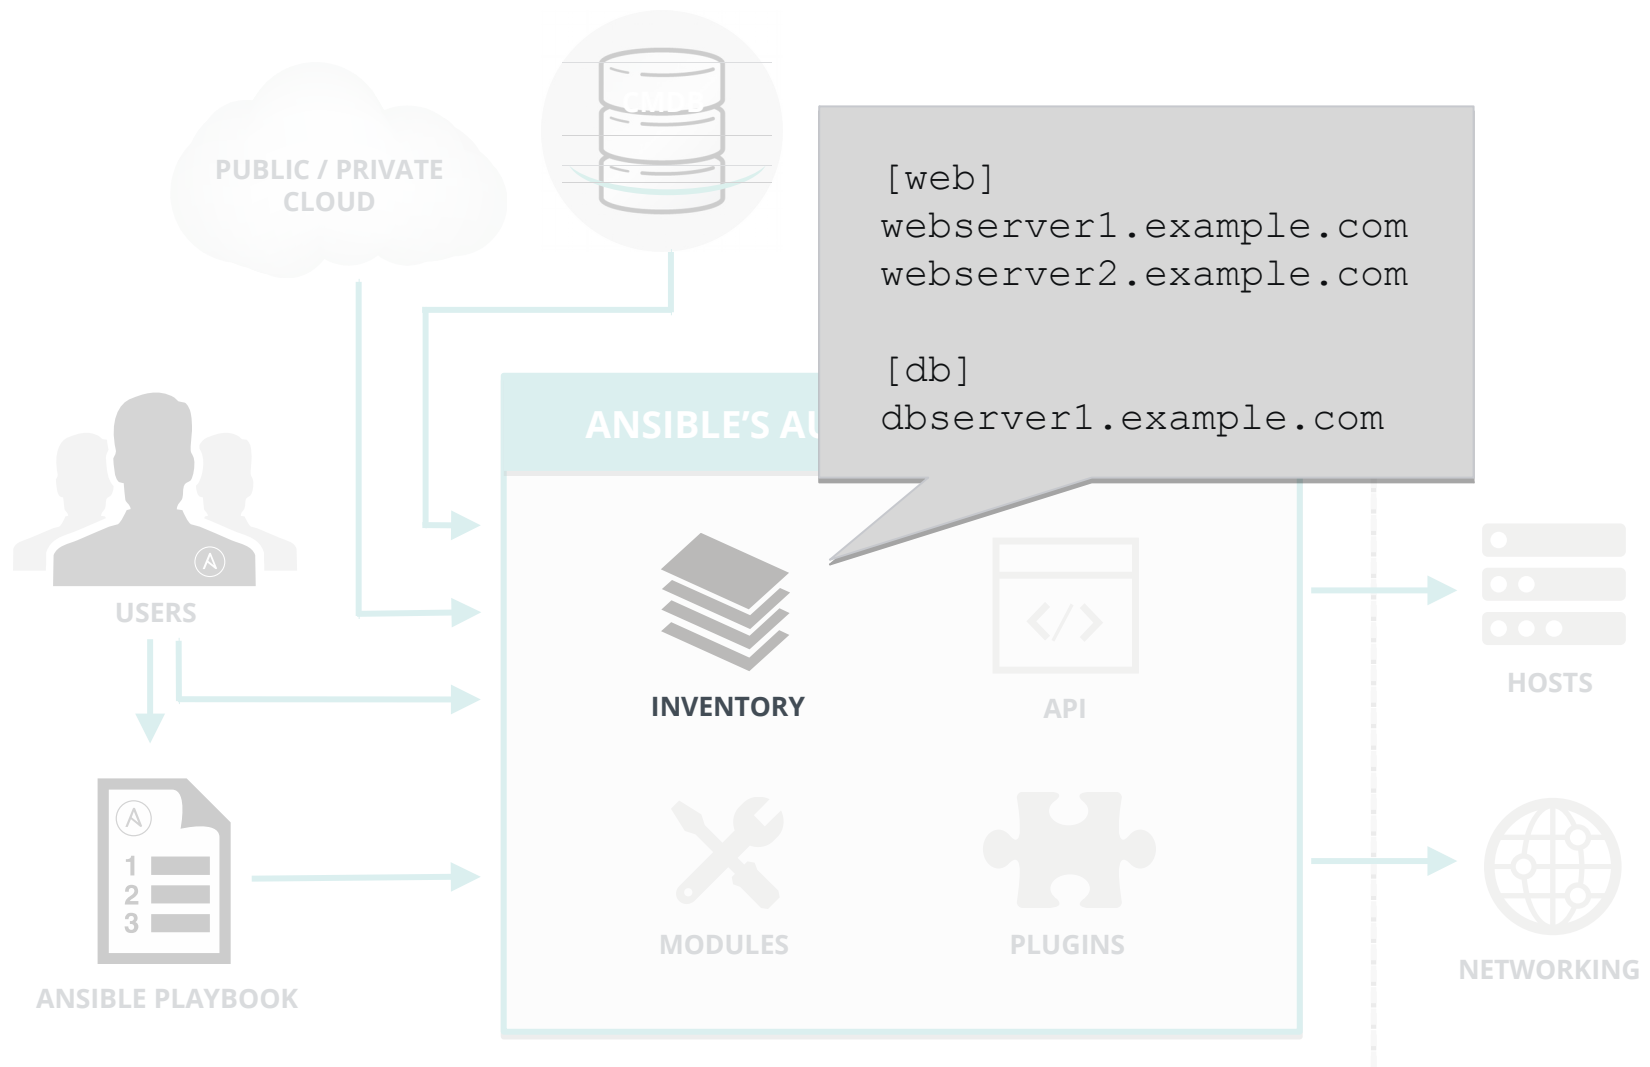 CMDB
PUBLIC / PRIVATE
CLOUD
[web]
webserver1.example.com
webserver2.example.com
[db]
dbserver1.example.com
ANSIBLE'S
USERS
INVENTORY
API
HOSTS
1
2
3
MODULES
PLUGINS
NETWORKING
ANSIBLE PLAYBOOK